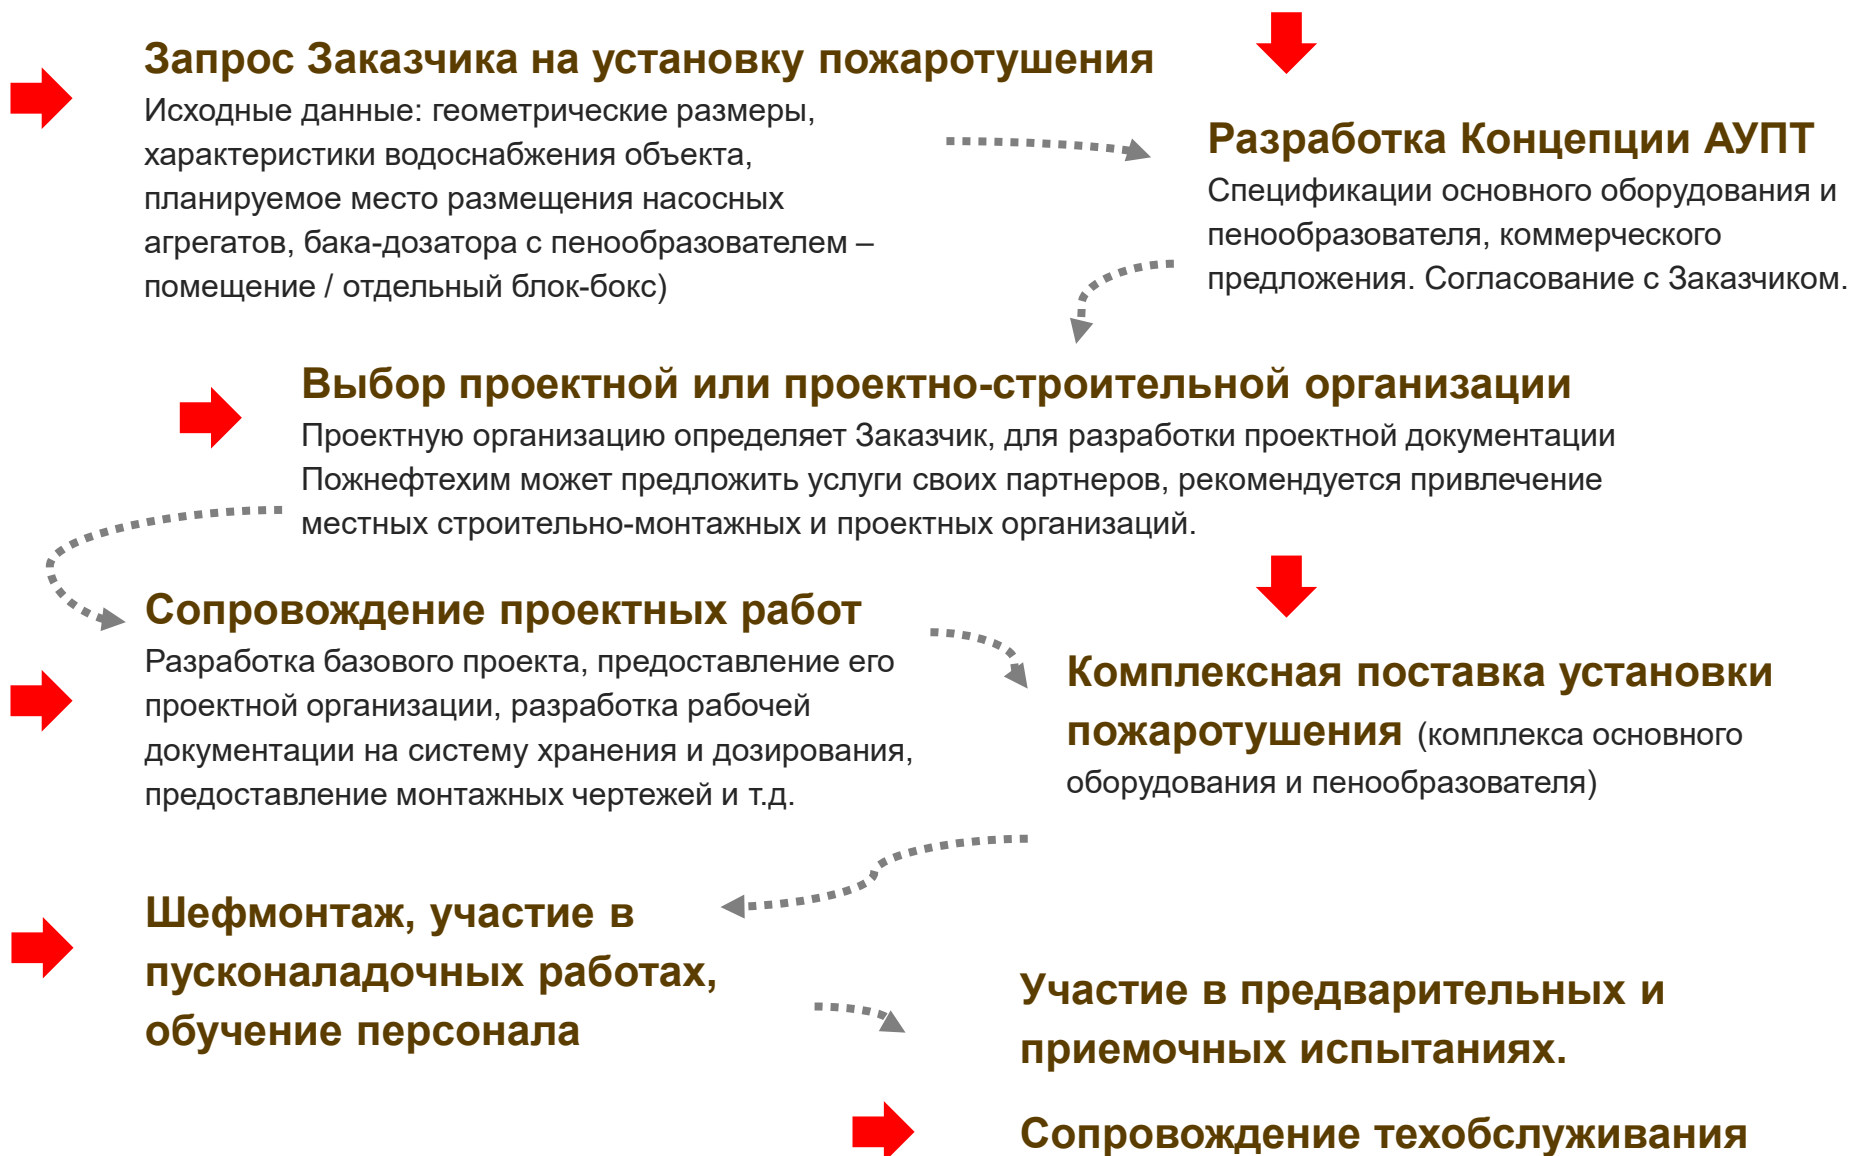 Запрос Заказчика на установку пожаротушения
Исходные данные: геометрические размеры,
характеристики водоснабжения объекта,
планируемое место размещения насосных
агрегатов, бака-дозатора с пенообразователем –
помещение / отдельный блок-бокс)
Разработка Концепции АУПТ
Спецификации основного оборудования и
пенообразователя, коммерческого
предложения. Согласование с Заказчиком.
Выбор проектной или проектно-строительной организации
Проектную организацию определяет Заказчик, для разработки проектной документации
Пожнефтехим может предложить услуги своих партнеров, рекомендуется привлечение
местных строительно-монтажных и проектных организаций.
Сопровождение проектных работ
Разработка базового проекта, предоставление его
проектной организации, разработка рабочей
документации на систему хранения и дозирования,
предоставление монтажных чертежей и т.д.
Комплексная поставка установки
пожаротушения (комплекса основного
оборудования и пенообразователя)
Шефмонтаж, участие в
пусконаладочных работах,
обучение персонала
Участие в предварительных и
приемочных испытаниях.
Сопровождение техобслуживания